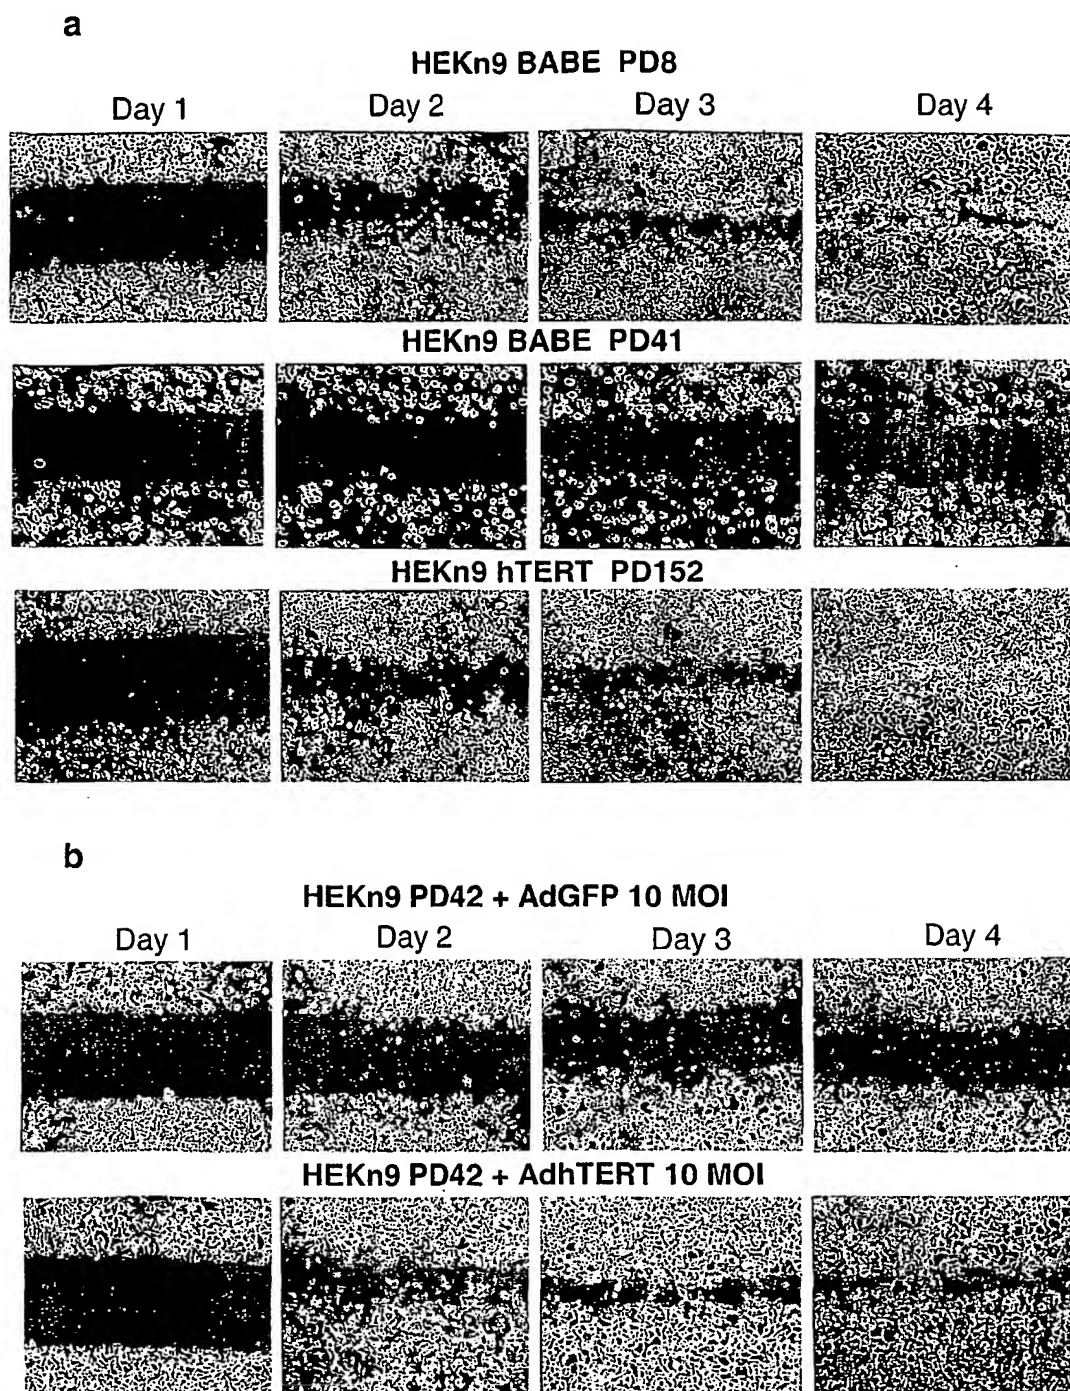 a
HEKn9 BABE PD8
Day 1 Day 2 Day 3 Day 4
HEKn9 BABE PD41
HEKn9 hTERT PD152
b
HEKn9 PD42 + AdGFP 10 MOI
Day 1 Day 2 Day 3 Day 4
HEKn9 PD42 + AdhTERT 10 MOI